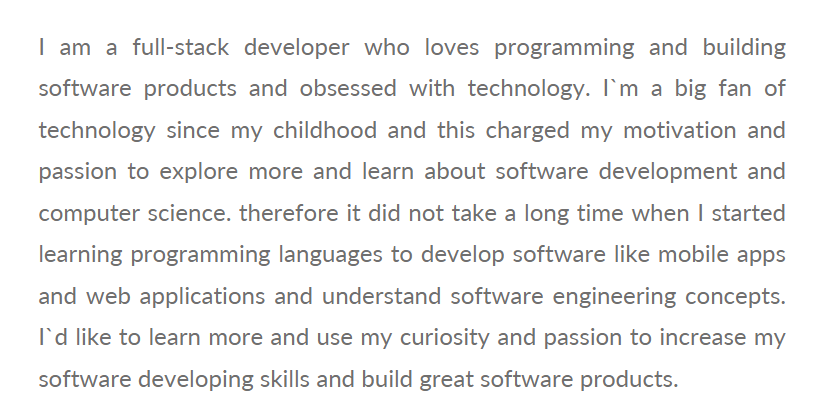 I am a full-stack developer who loves programming and building
software products and obsessed with technology. I`m a big fan of
technology since my childhood and this charged my motivation and
passion to explore more and learn about software development and
computer science. therefore it did not take a long time when I started
learning programming languages to develop software like mobile apps
and web applications and understand software engineering concepts.
I`d like to learn more and use my curiosity and passion to increase my
software developing skills and build great software products.